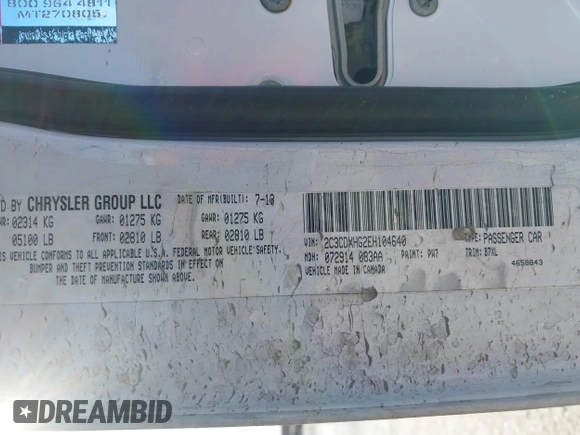 800 964 4811
MT270805.
D BY CHRYSLER GROUP LLC
DATE OF MFR(BUILT): 7-10
WR: 02314 KG GAWR: 01275 KG GAWR: 01275 KG
05100 LB FRONT: 02810 LB REAR: 02810 LB
IS VEHICLE CONFORMS TO ALL APPLICABLE U.S.A. FEDERAL MOTOR VEHICLE SAFETY,
BUMPER AND THEFT PREVENTION STANDARDS IN EFFECT ON
THE DATE OF MANUFACTURE SHOWN ABOVE.
VIN: 2C3CDXHG2EH104640 TYPE: PASSENGER CAR
MDH: 072914 083AA PAINT: PW7 TRIM: B7XL
VEHICLE MADE IN CANADA 4658843
DREAMBID